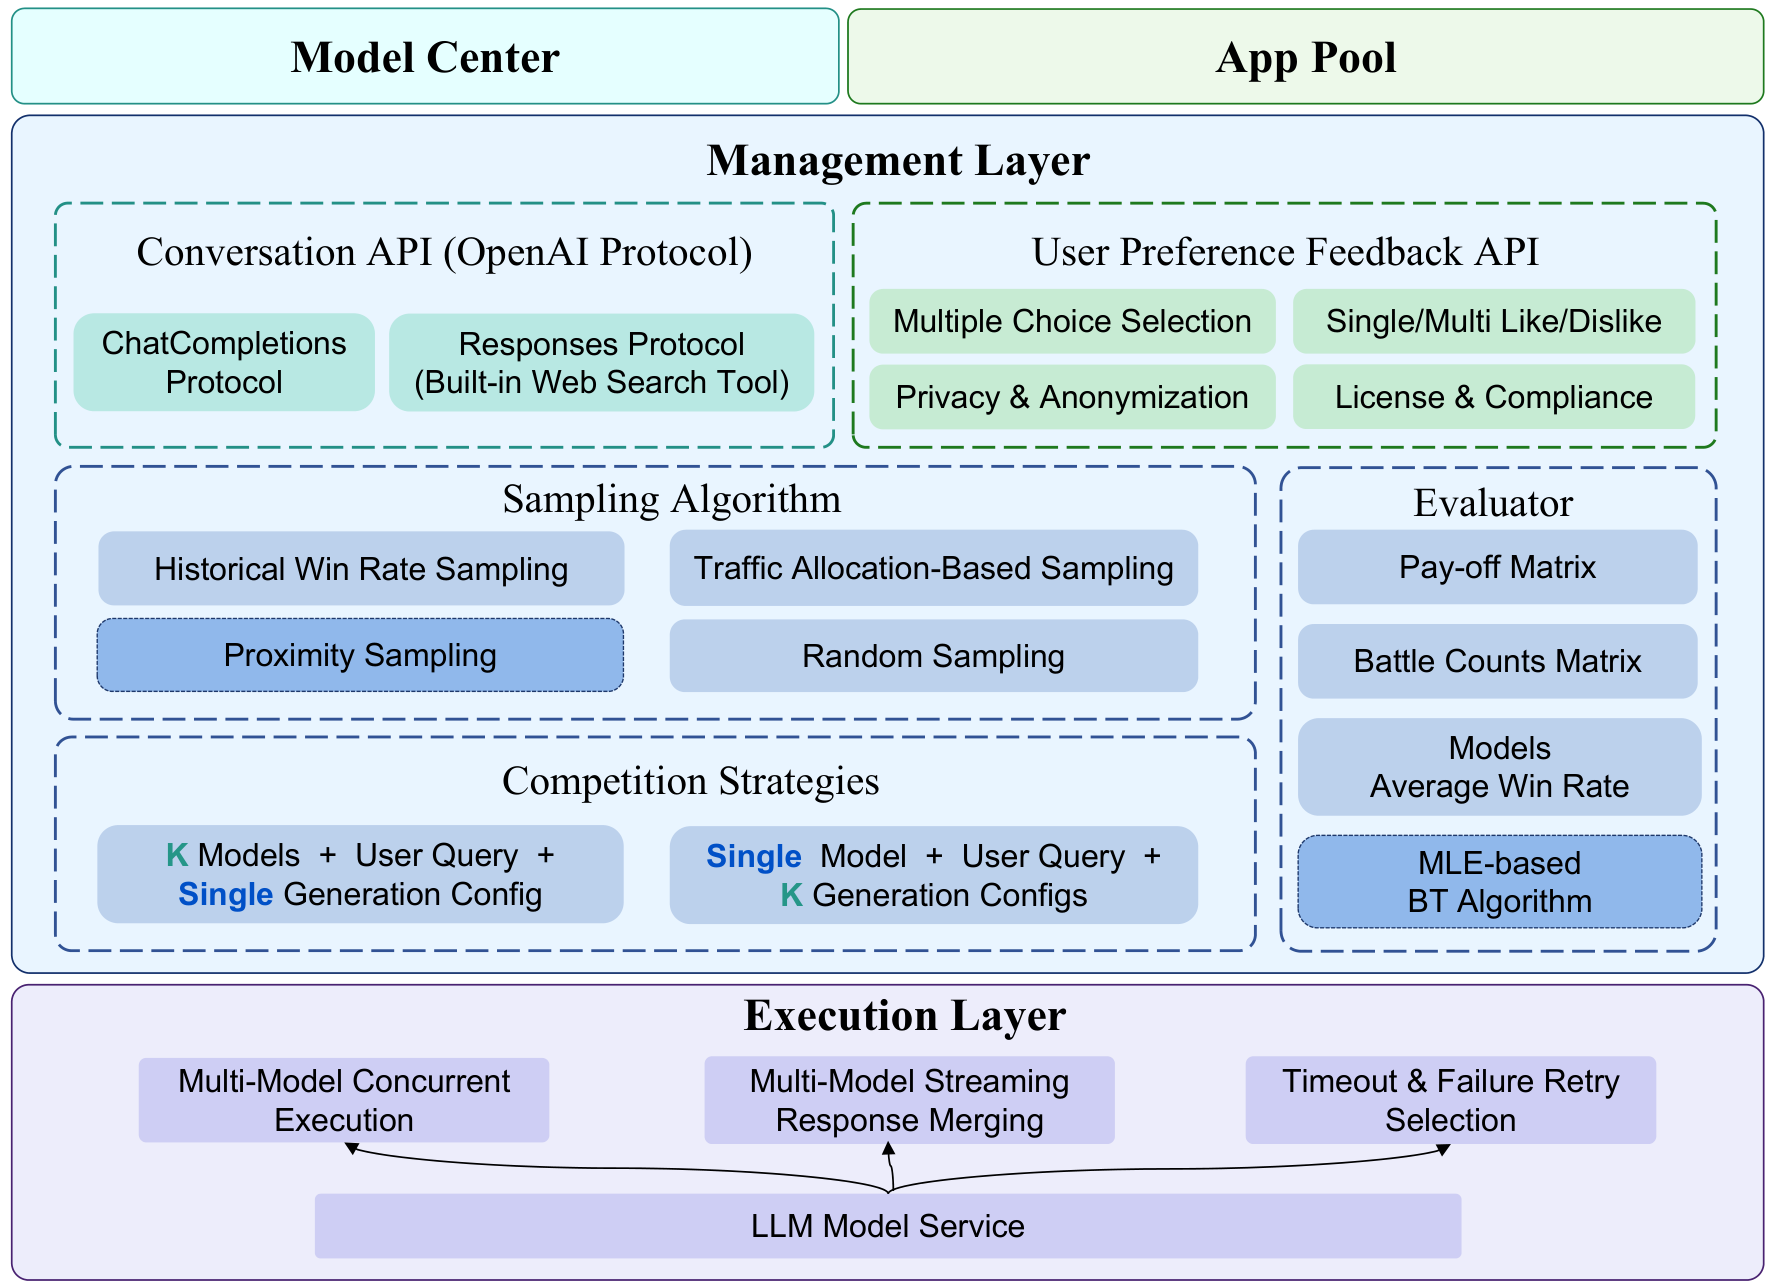 Model Center
App Pool
Management Layer
Conversation API (OpenAI Protocol)
ChatCompletions
Protocol
Responses Protocol
(Built-in Web Search Tool)
User Preference Feedback API
Multiple Choice Selection
Single/Multi Like/Dislike
Privacy & Anonymization
License & Compliance
Sampling Algorithm
Historical Win Rate Sampling
Traffic Allocation-Based Sampling
Proximity Sampling
Random Sampling
Competition Strategies
K Models + User Query +
Single Generation Config
Single Model + User Query +
K Generation Configs
Evaluator
Pay-off Matrix
Battle Counts Matrix
Models
Average Win Rate
MLE-based
BT Algorithm
Execution Layer
Multi-Model Concurrent
Execution
Multi-Model Streaming
Response Merging
Timeout & Failure Retry
Selection
LLM Model Service